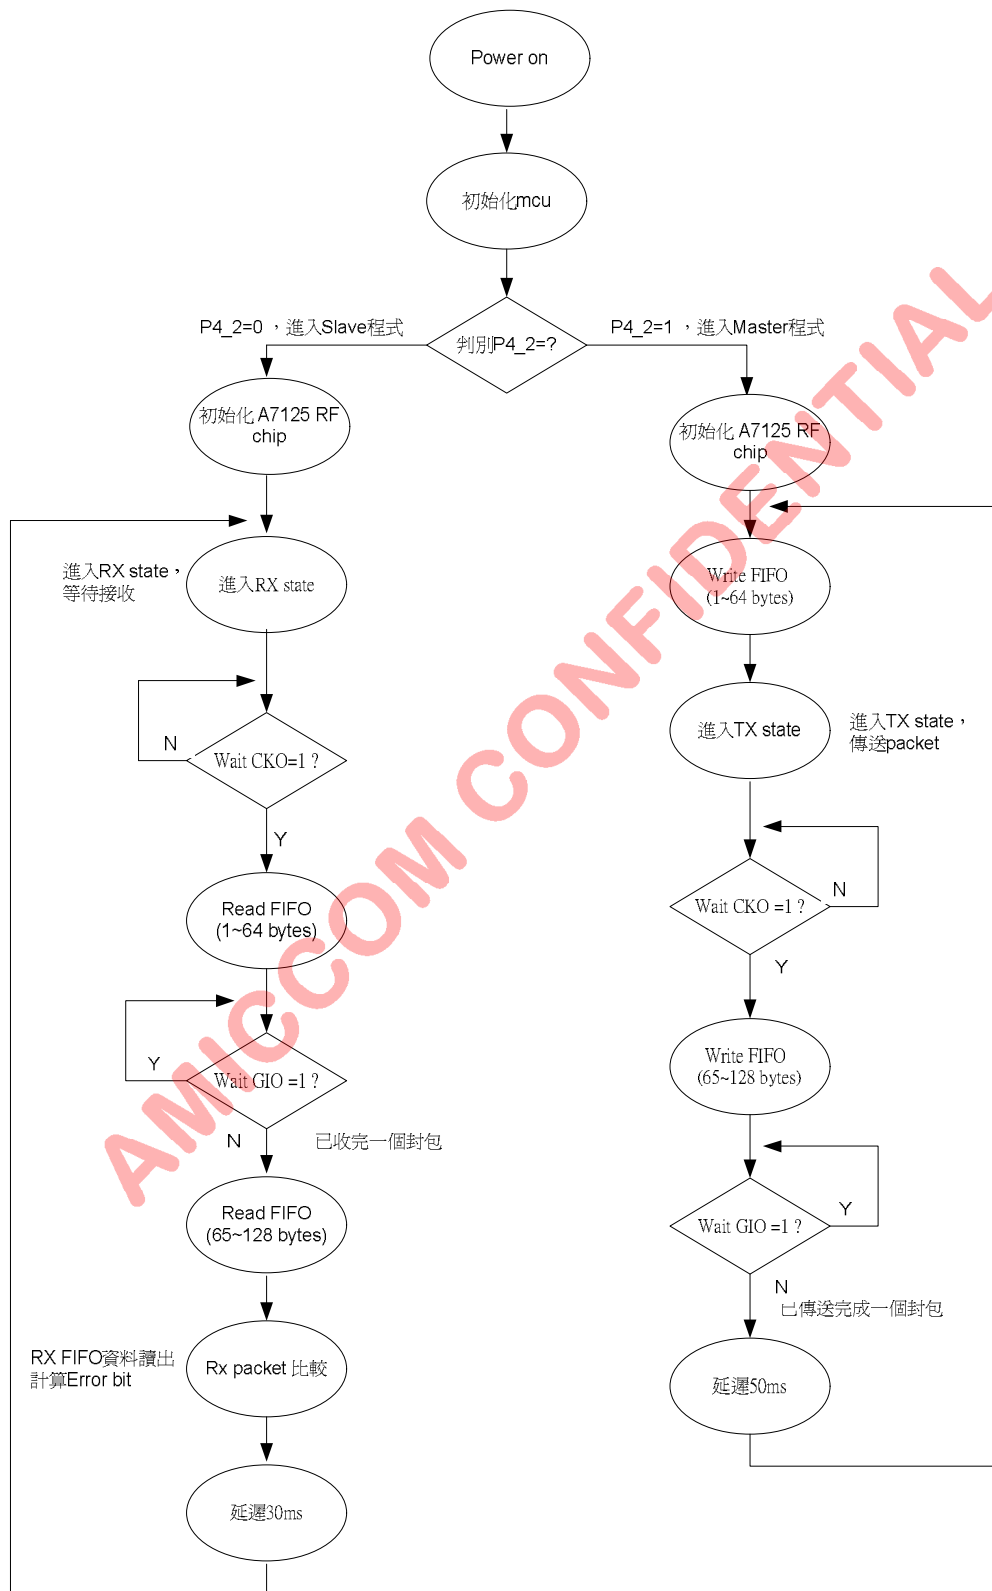 Power on
初始化mcu
判別P4_2=?
P4_2=0 ，進入Slave程式
P4_2=1 ，進入Master程式
初始化 A7125 RF
chip
進入RX state，
等待接收
進入RX state
N
Wait CKO=1 ?
Y
Read FIFO
(1~64 bytes)
Y
Wait GIO =1 ?
N
已收完一個封包
Read FIFO
(65~128 bytes)
RX FIFO資料讀出
計算Error bit
Rx packet 比較
延遲30ms
初始化 A7125 RF
chip
Write FIFO
(1~64 bytes)
進入TX state
進入TX state，
傳送packet
Wait CKO =1 ?
N
Y
Write FIFO
(65~128 bytes)
Wait GIO =1 ?
Y
N
已傳送完成一個封包
延遲50ms
AMICCOM CONFIDENTIAL